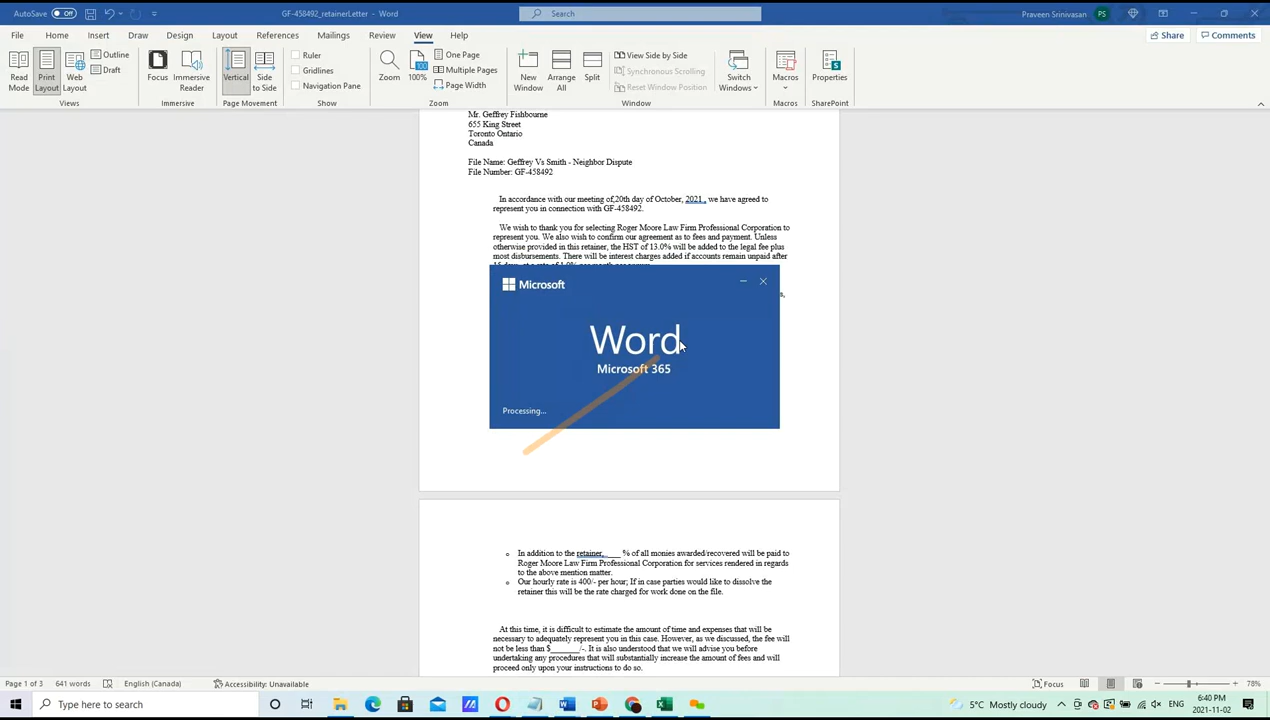 AutoSave Off
GF-458492_retainerLetter - Word
Search
Praveen Srinivasan PS
File Home Insert Draw Design Layout References Mailings Review View Help
Share Comments
Read Mode
Print Layout
Web Layout
Outline
Draft
Views
Focus
Immersive Reader
Immersive
Vertical
Side to Side
Page Movement
Ruler
Gridlines
Navigation Pane
Show
Zoom
100%
One Page
Multiple Pages
Page Width
Zoom
New Window
Arrange All
Split
View Side by Side
Synchronous Scrolling
Reset Window Position
Window
Switch Windows
Macros
Macros
Properties
SharePoint
Mr. Geffrey Fishbourne
655 King Street
Toronto Ontario
Canada
File Name: Geffrey Vs Smith - Neighbor Dispute
File Number: GF-458492
In accordance with our meeting of,20th day of October, 2021 , we have agreed to
represent you in connection with GF-458492.
We wish to thank you for selecting Roger Moore Law Firm Professional Corporation to
represent you. We also wish to confirm our agreement as to fees and payment. Unless
otherwise provided in this retainer, the HST of 13.0% will be added to the legal fee plus
most disbursements. There will be interest charges added if accounts remain unpaid after
Microsoft
Word
Microsoft 365
Processing...
In addition to the retainer, ___ % of all monies awarded/recovered will be paid to
Roger Moore Law Firm Professional Corporation for services rendered in regards
to the above mention matter.
Our hourly rate is 400/- per hour; If in case parties would like to dissolve the
retainer this will be the rate charged for work done on the file.
At this time, it is difficult to estimate the amount of time and expenses that will be
necessary to adequately represent you in this case. However, as we discussed, the fee will
not be less than $_______/-. It is also understood that we will advise you before
undertaking any procedures that will substantially increase the amount of fees and will
proceed only upon your instructions to do so.
Page 1 of 3 641 words English (Canada) Accessibility: Unavailable Focus 78%
Type here to search
5°C Mostly cloudy
ENG
6:40 PM
2021-11-02